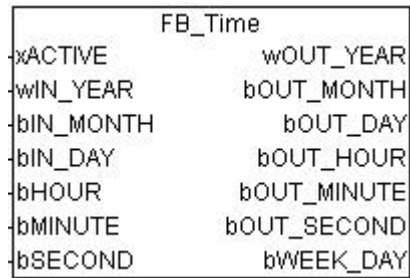 FB_Time
xACTIVE wOUT_YEAR
wIN_YEAR bOUT_MONTH
bIN_MONTH bOUT_DAY
bIN_DAY bOUT_HOUR
bHOUR bOUT_MINUTE
bMINUTE bOUT_SECOND
bSECOND bWEEK_DAY